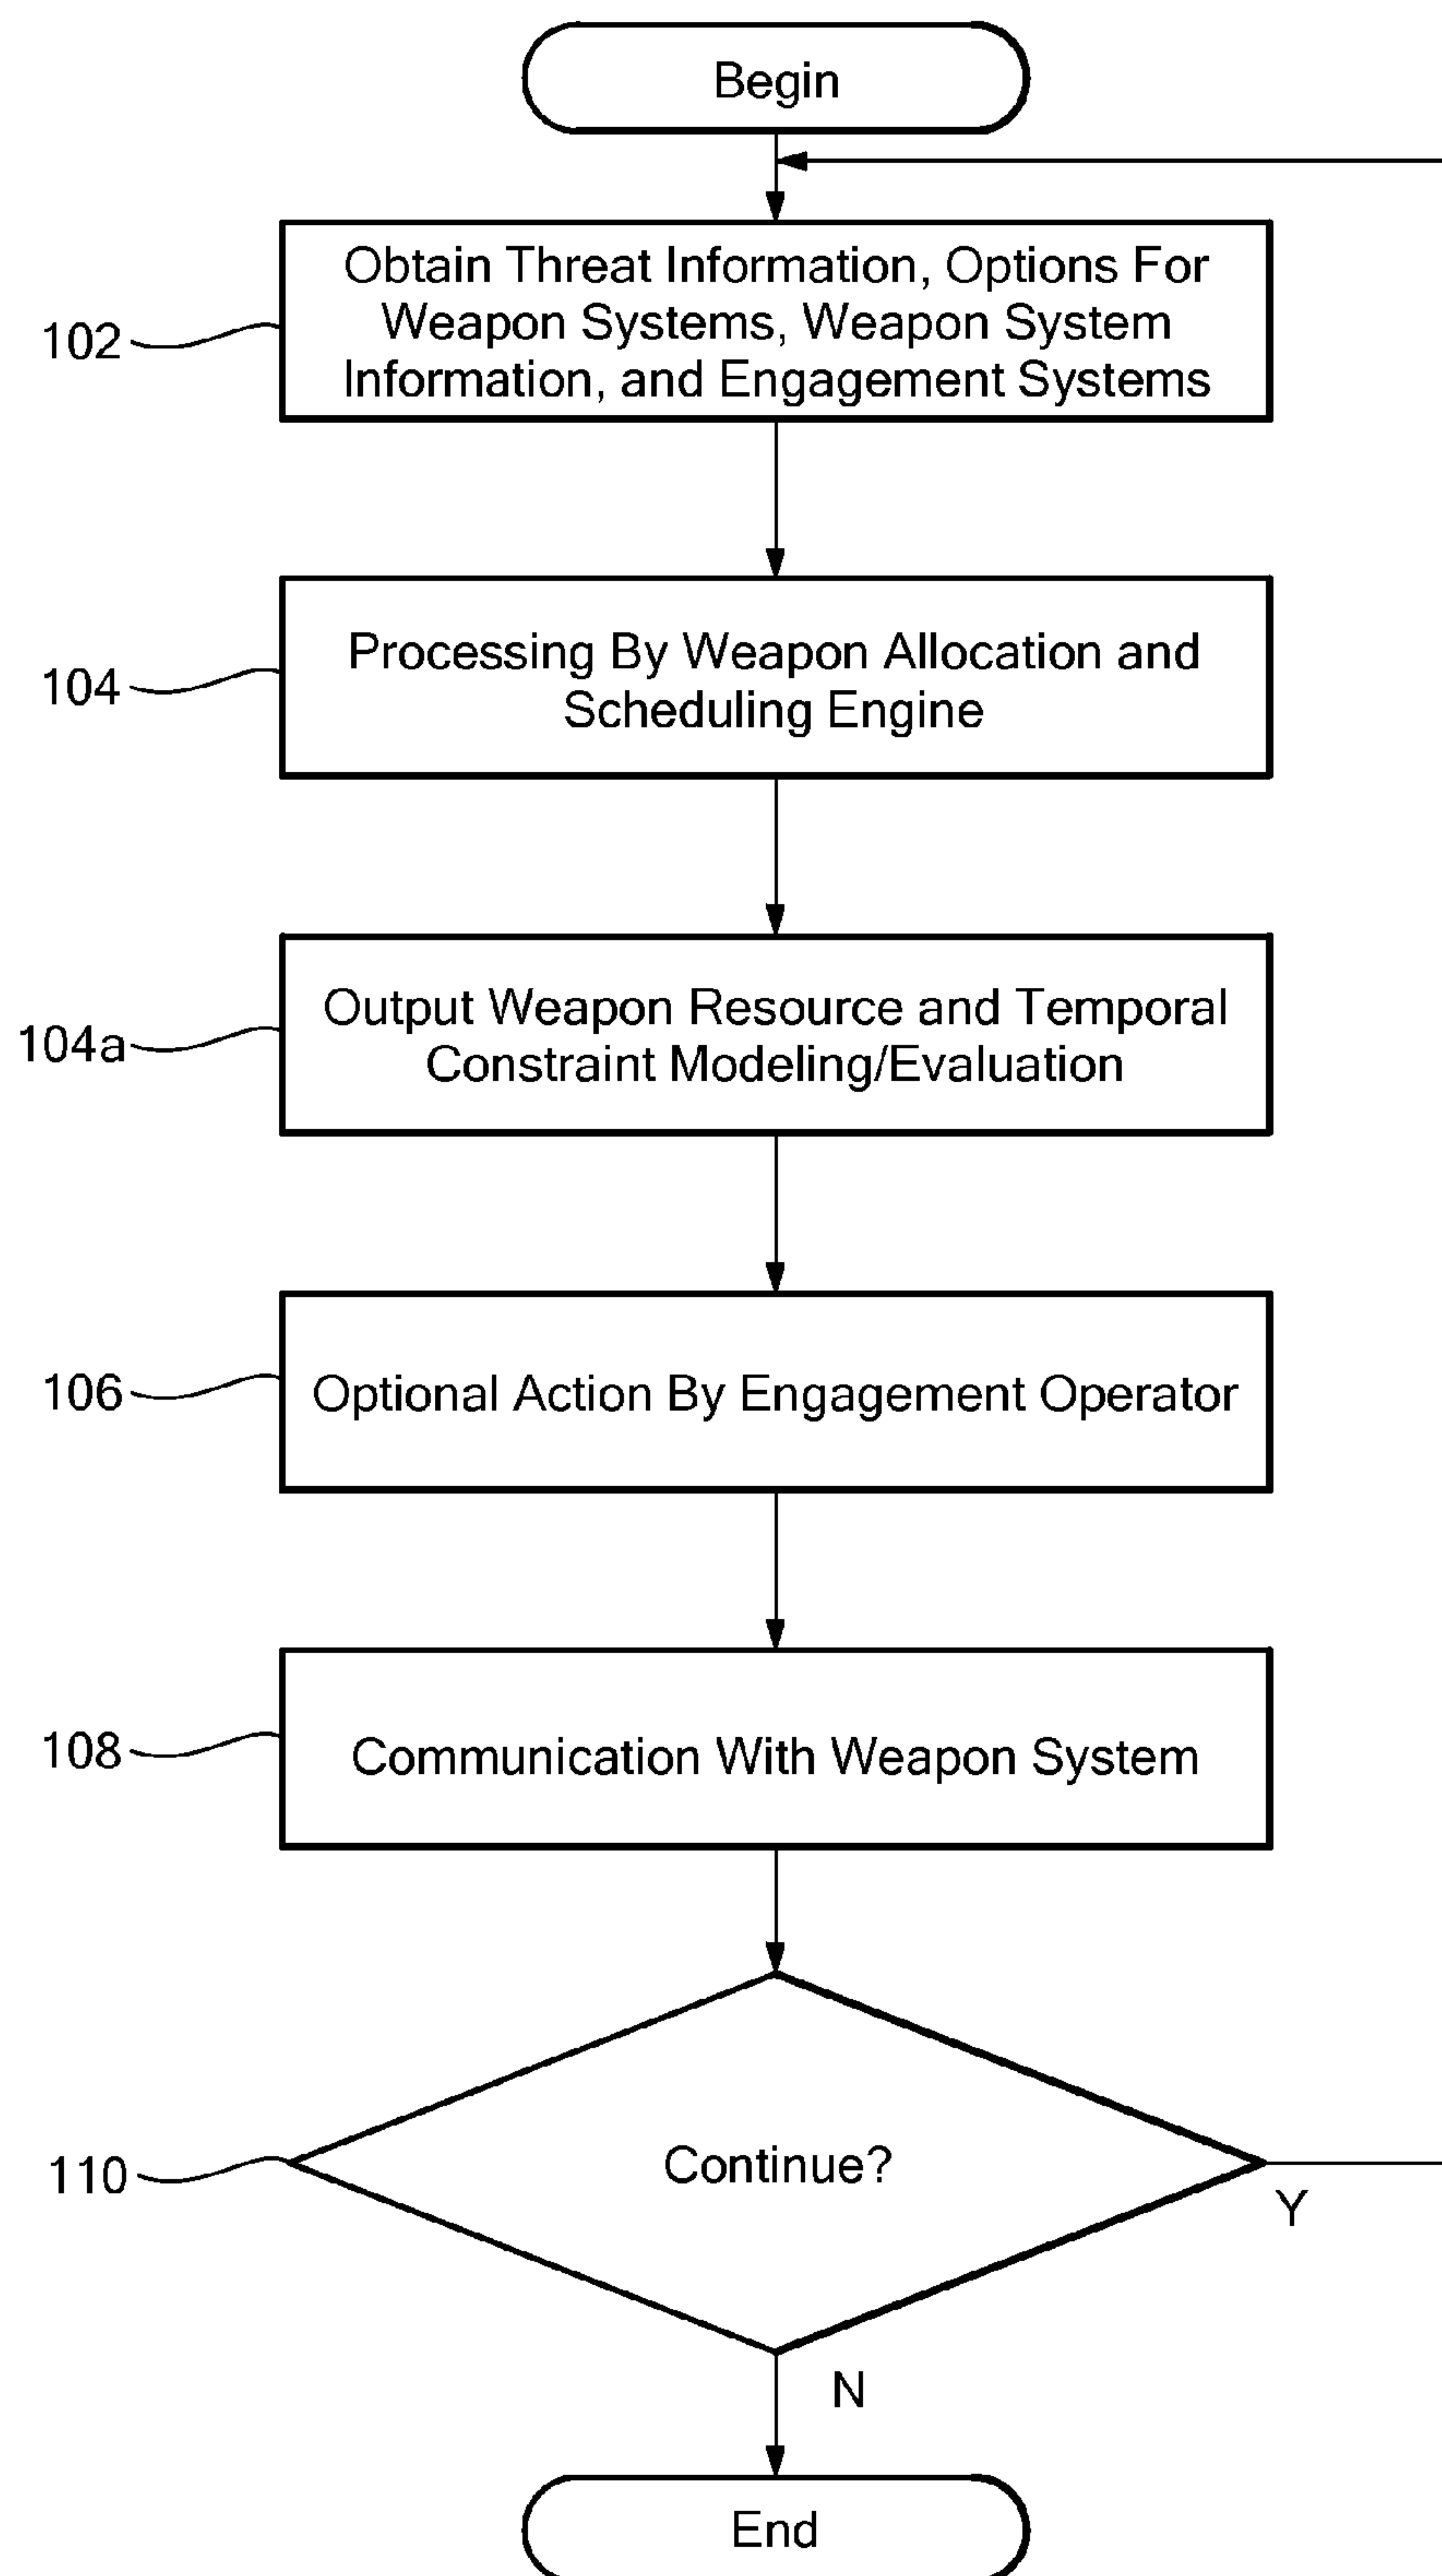 Begin
102
Obtain Threat Information, Options For
Weapon Systems, Weapon System
Information, and Engagement Systems
104
Processing By Weapon Allocation and
Scheduling Engine
104a
Output Weapon Resource and Temporal
Constraint Modeling/Evaluation
106
Optional Action By Engagement Operator
108
Communication With Weapon System
110
Continue?
Y
N
End